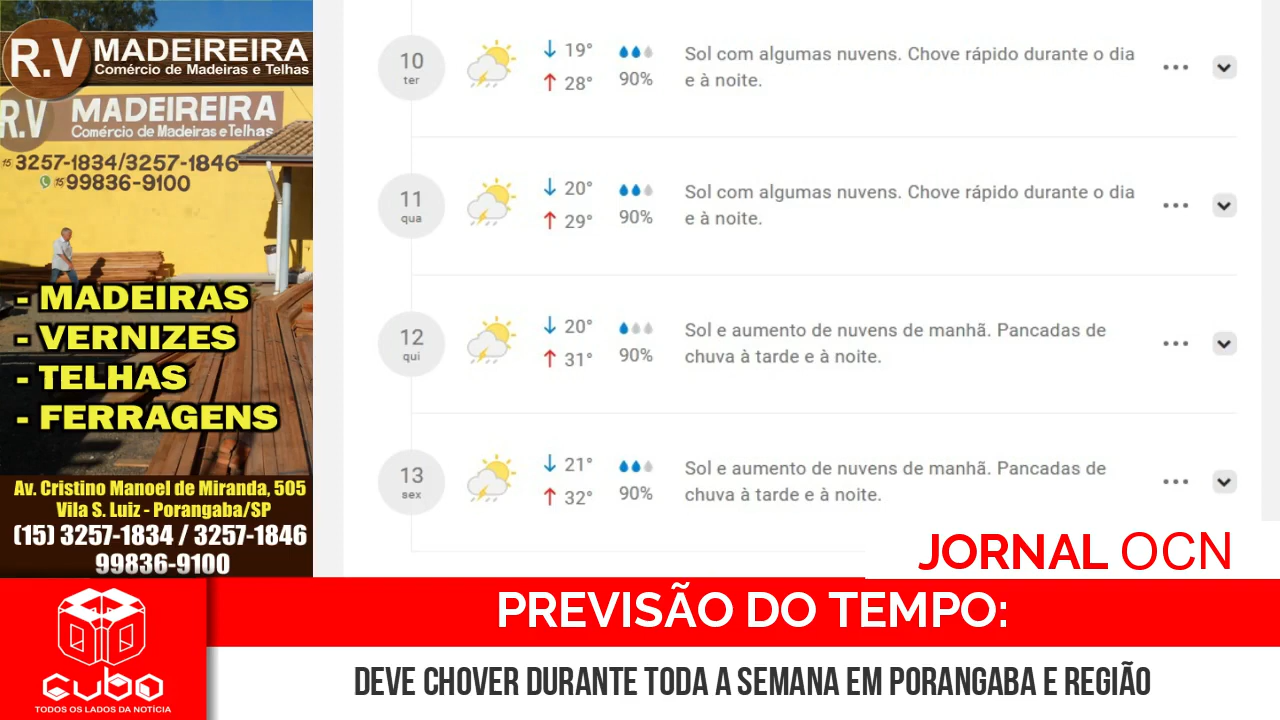 R.V MADEIREIRA
Comércio de Madeiras e Telhas
R.V MADEIREIRA
Comércio de Madeiras e Telhas
15 3257-1834/3257-1846
15 99836-9100
- MADEIRAS
- VERNIZES
- TELHAS
- FERRAGENS
Av. Cristino Manoel de Miranda, 505
Vila S. Luiz - Porangaba/SP
(15) 3257-1834 / 3257-1846
99836-9100
10
ter
19°
28°
90%
Sol com algumas nuvens. Chove rápido durante o dia
e à noite.
11
qua
20°
29°
90%
Sol com algumas nuvens. Chove rápido durante o dia
e à noite.
12
qui
20°
31°
90%
Sol e aumento de nuvens de manhã. Pancadas de
chuva à tarde e à noite.
13
sex
21°
32°
90%
Sol e aumento de nuvens de manhã. Pancadas de
chuva à tarde e à noite.
JORNAL OCN
PREVISÃO DO TEMPO:
DEVE CHOVER DURANTE TODA A SEMANA EM PORANGABA E REGIÃO
CUBO
TODOS OS LADOS DA NOTÍCIA